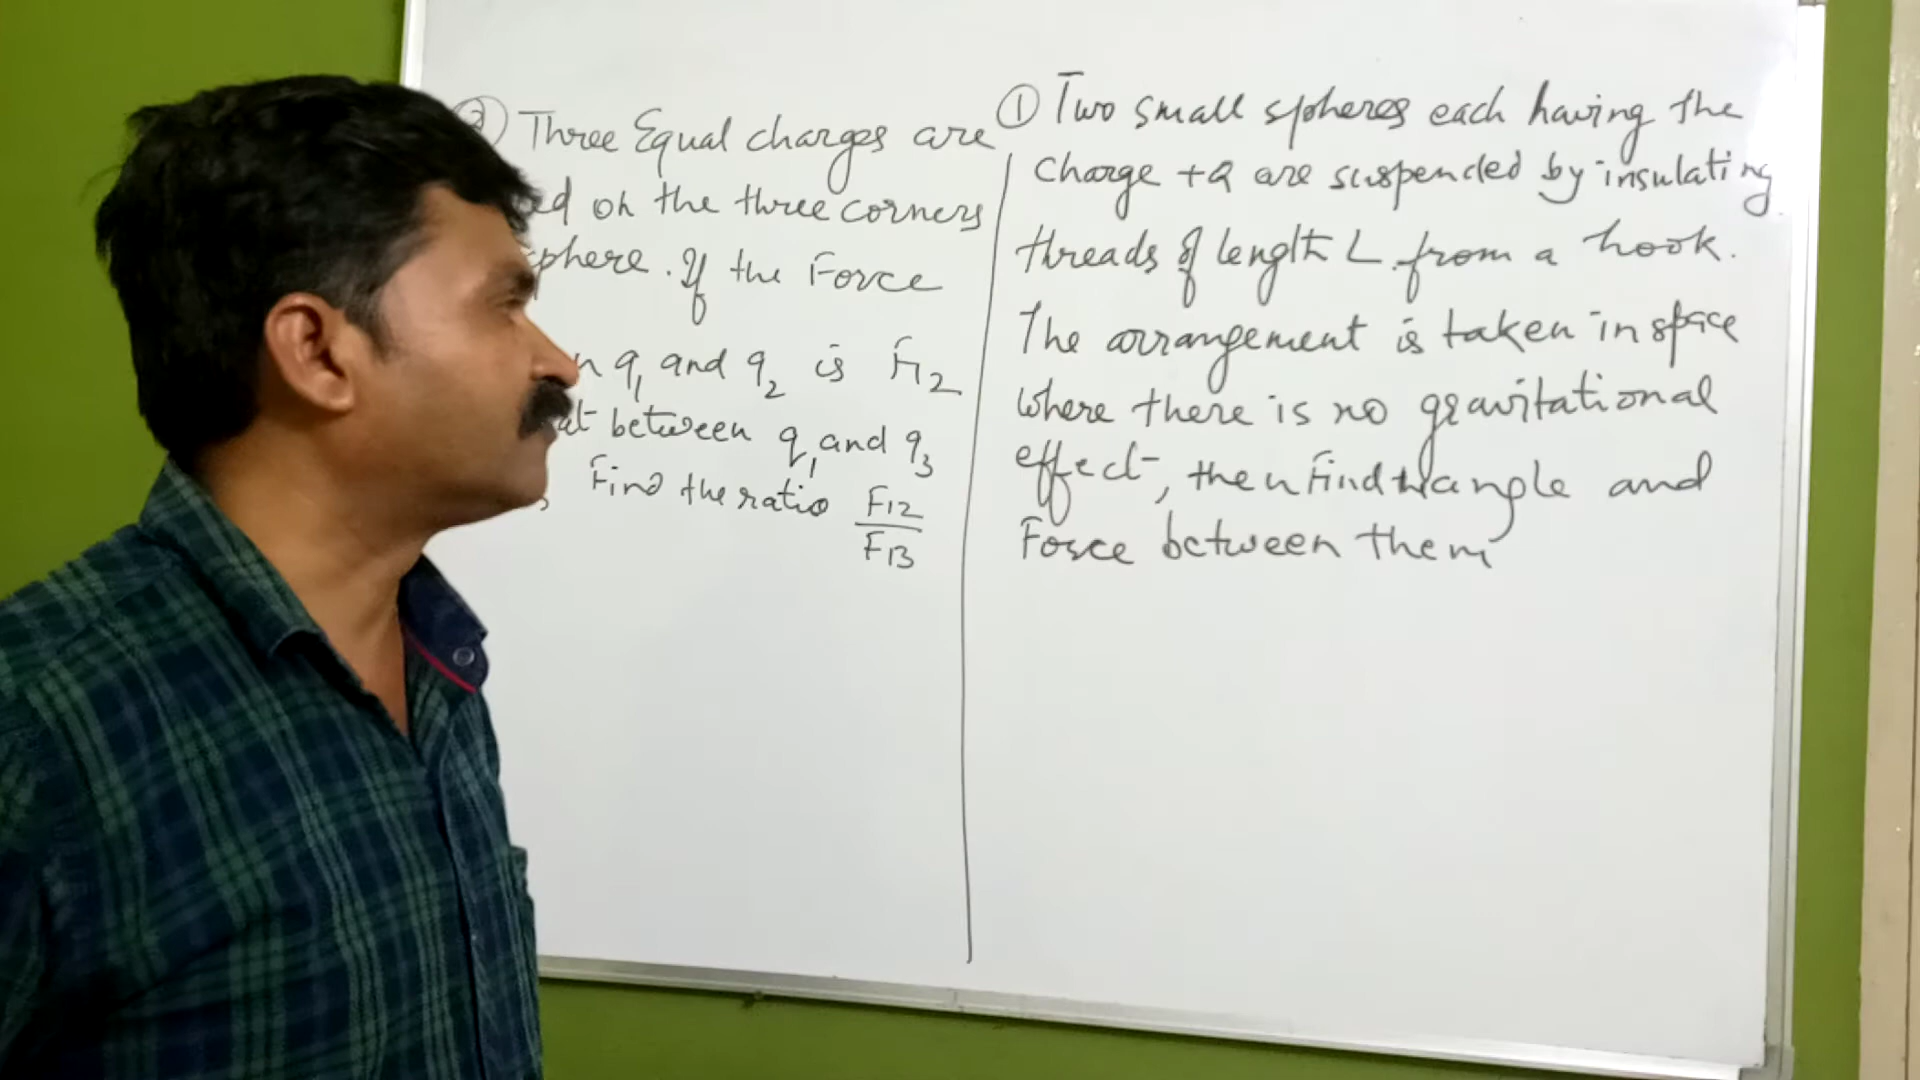 ② Three Equal charges are
ed on the three corners
sphere. If the Force
n q1 and q2 is F12
at between q1 and q3
, Find the ratio F12
F13
① Two small spheres each having the
Charge +Q are suspended by insulating
threads of length L from a hook.
The arrangement is taken in space
where there is no gravitational
effect, then Find the angle and
Force between them